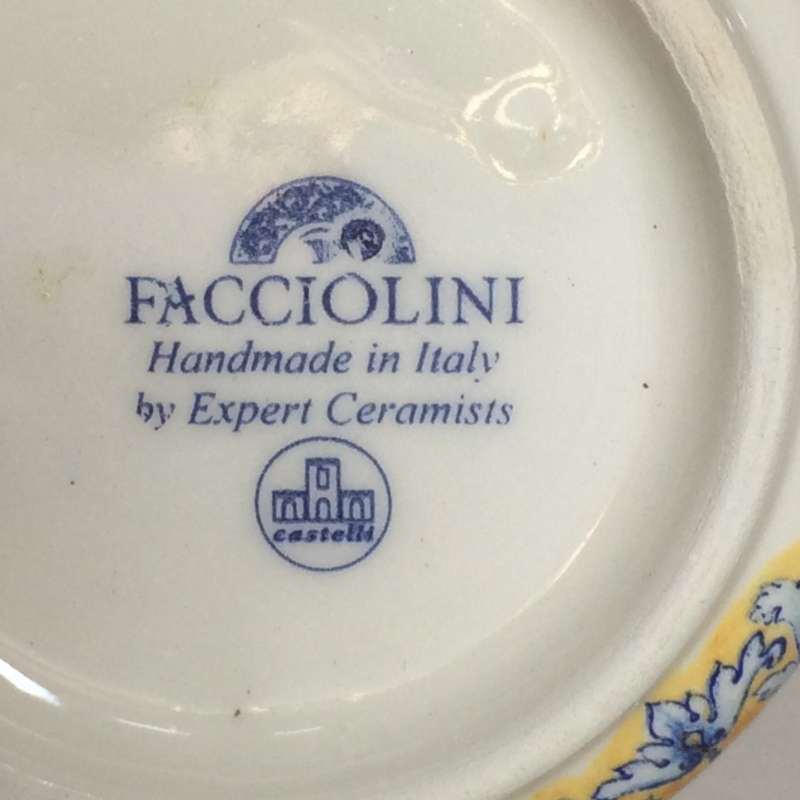 FACCIOLINI
Handmade in Italy
by Expert Ceramists
castelli